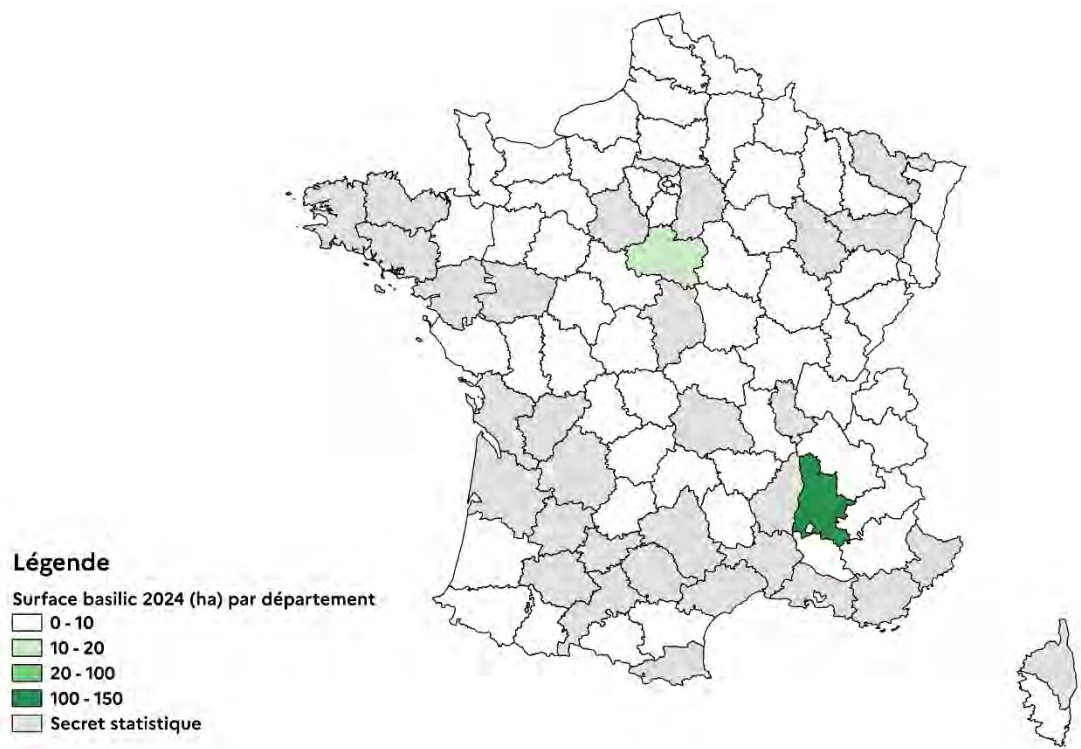 Légende
Surface basilic 2024 (ha) par département
0 - 10
10 - 20
20 - 100
100 - 150
Secret statistique